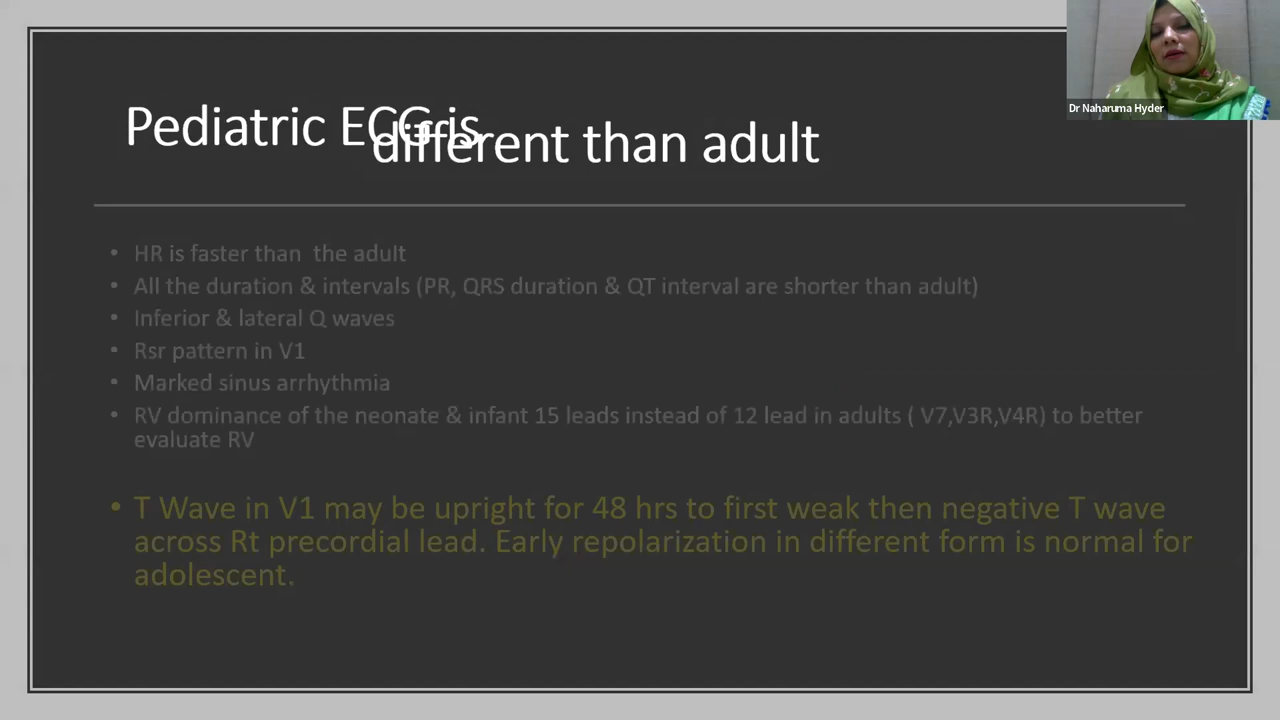 Pediatric ECG is
different than adult
Dr Naharuma Hyder
• HR is faster than  the adult
• All the duration & intervals (PR, QRS duration & QT interval are shorter than adult)
• Inferior & lateral Q waves
• Rsr pattern in V1
• Marked sinus arrhythmia
• RV dominance of the neonate & infant 15 leads instead of 12 lead in adults ( V7,V3R,V4R) to better
evaluate RV
• T Wave in V1 may be upright for 48 hrs to first weak then negative T wave
across Rt precordial lead. Early repolarization in different form is normal for
adolescent.